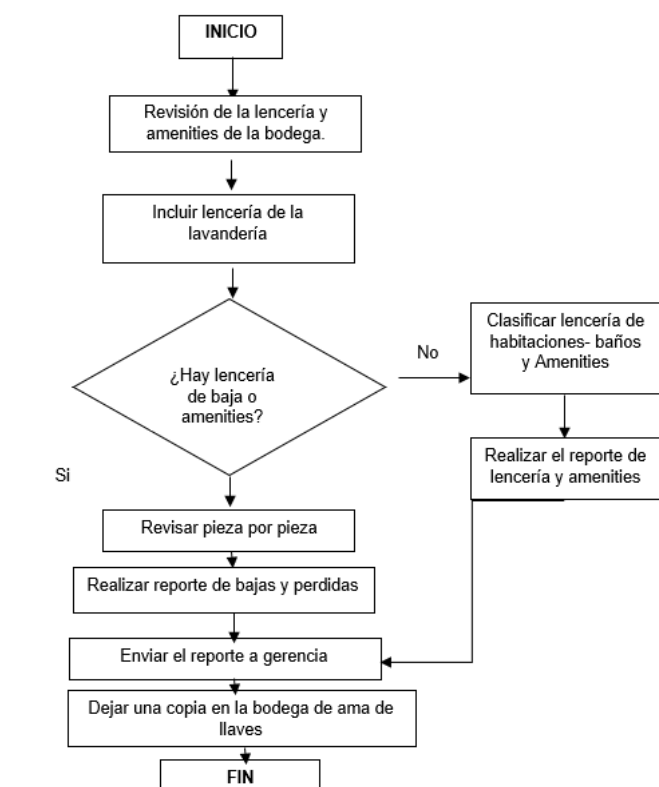 INICIO
Revisión de la lencería y
amenities de la bodega.
Incluir lencería de la
lavandería
¿Hay lencería
de baja o
amenities?
No
Clasificar lencería de
habitaciones- baños
y Amenities
Realizar el reporte de
lencería y amenities
Si
Revisar pieza por pieza
Realizar reporte de bajas y perdidas
Enviar el reporte a gerencia
Dejar una copia en la bodega de ama de
llaves
FIN